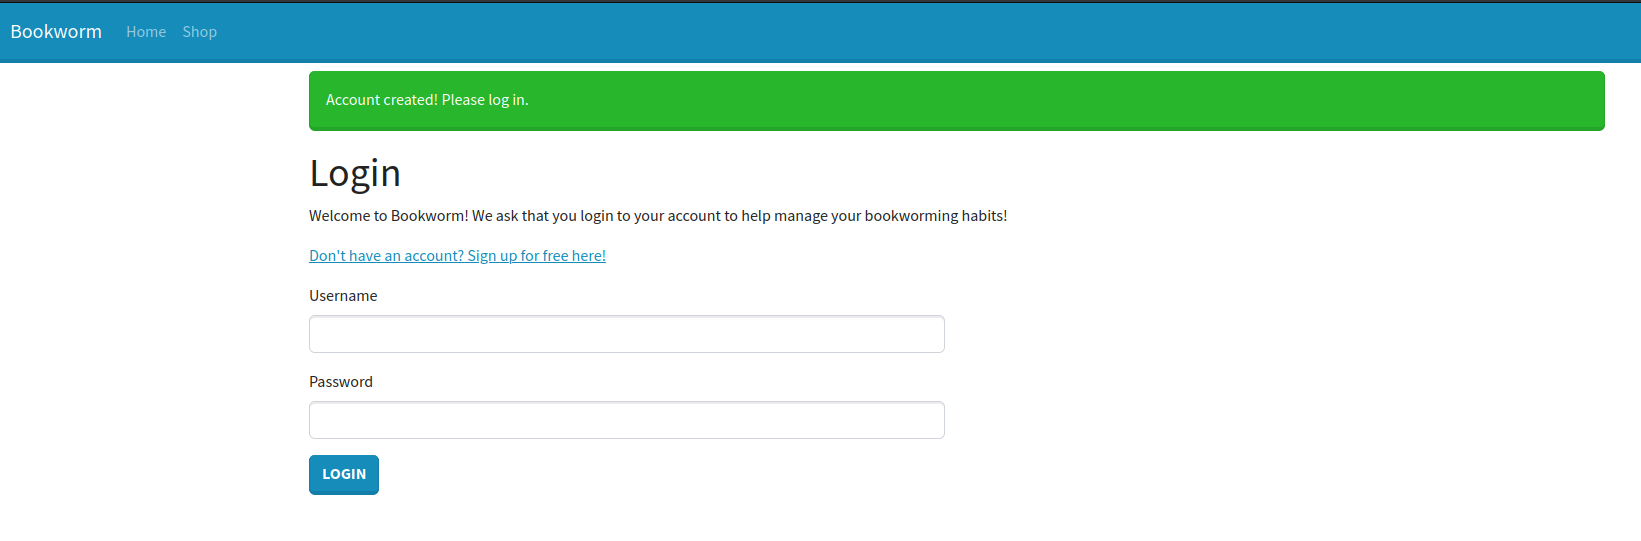 Bookworm Home Shop
Account created! Please log in.
Login
Welcome to Bookworm! We ask that you login to your account to help manage your bookworming habits!
Don't have an account? Sign up for free here!
Username
Password
LOGIN